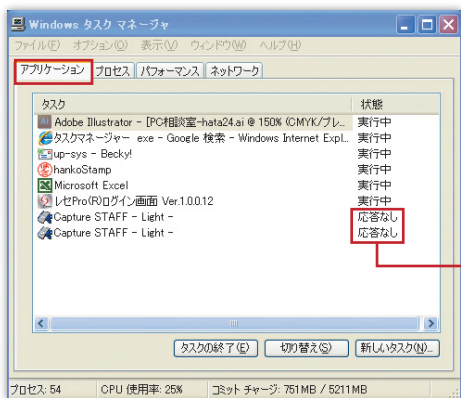 Windows タスク マネージャ
ファイル(F) オプション(O) 表示(V) ウィンドウ(W) ヘルプ(H)
アプリケーション プロセス パフォーマンス ネットワーク
タスク 状態
Adobe Illustrator - [PC相談室-hata24.ai @ 150% (CMYK/プレ... 実行中
タスクマネージャー exe - Google 検索 - Windows Internet Expl... 実行中
up-sys - Becky! 実行中
hankoStamp 実行中
Microsoft Excel 実行中
レセPro(R)ログイン画面 Ver.1.0.0.12 実行中
Capture STAFF - Light - 応答なし
Capture STAFF - Light - 応答なし
タスクの終了(E) 切り替え(S) 新しいタスク(N)...
プロセス: 54 CPU 使用率: 25% コミット チャージ: 751MB / 5211MB